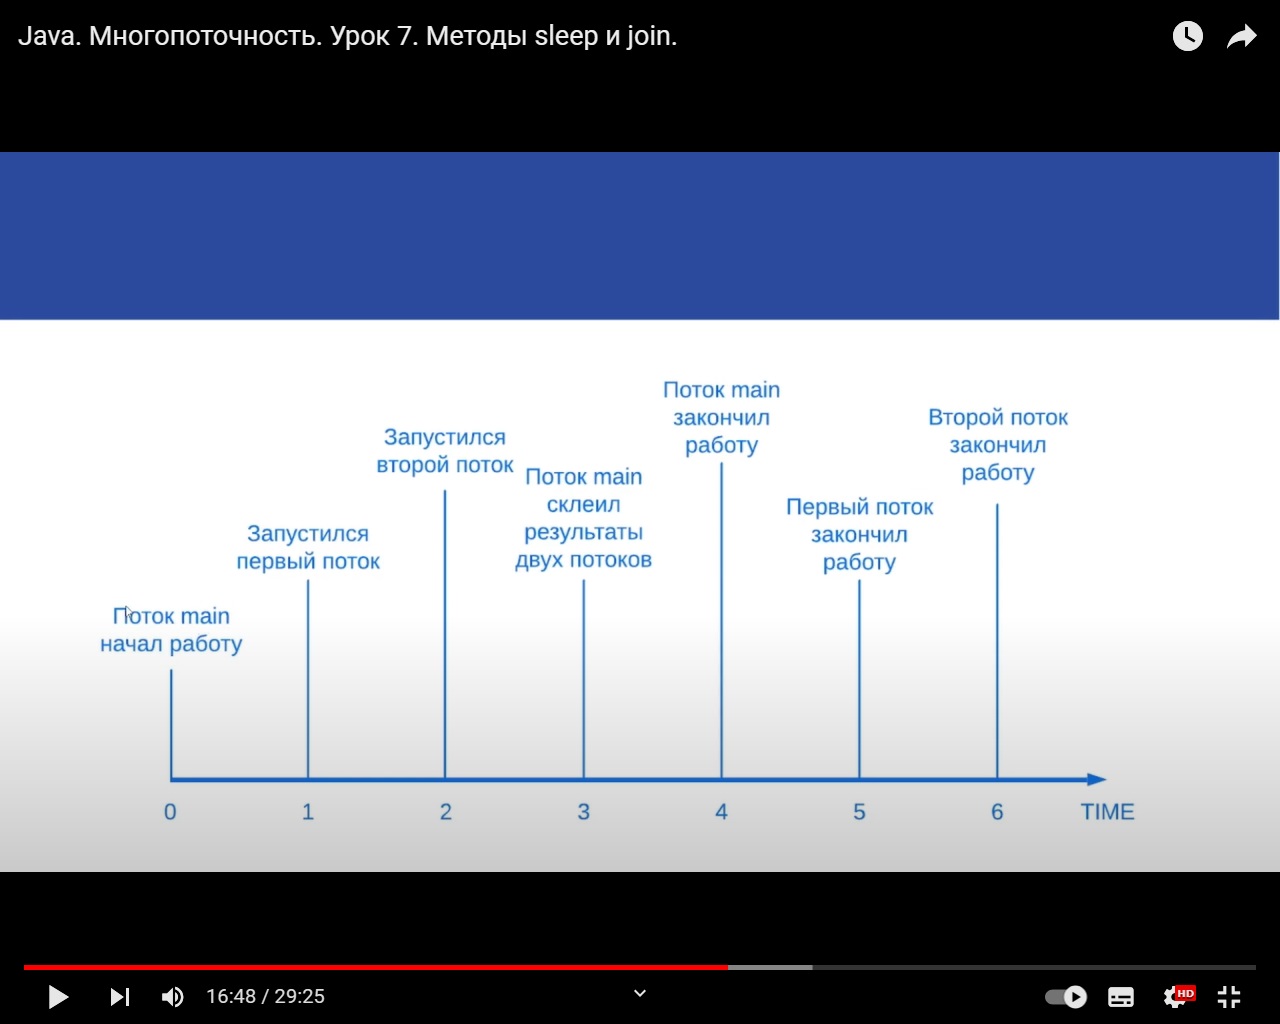 Java. Многопоточность. Урок 7. Методы sleep и join.
Поток main
начал работу
Запустился
первый поток
Запустился
второй поток
Поток main
склеил
результаты
двух потоков
Поток main
закончил
работу
Первый поток
закончил
работу
Второй поток
закончил
работу
0 1 2 3 4 5 6 TIME
16:48 / 29:25
HD